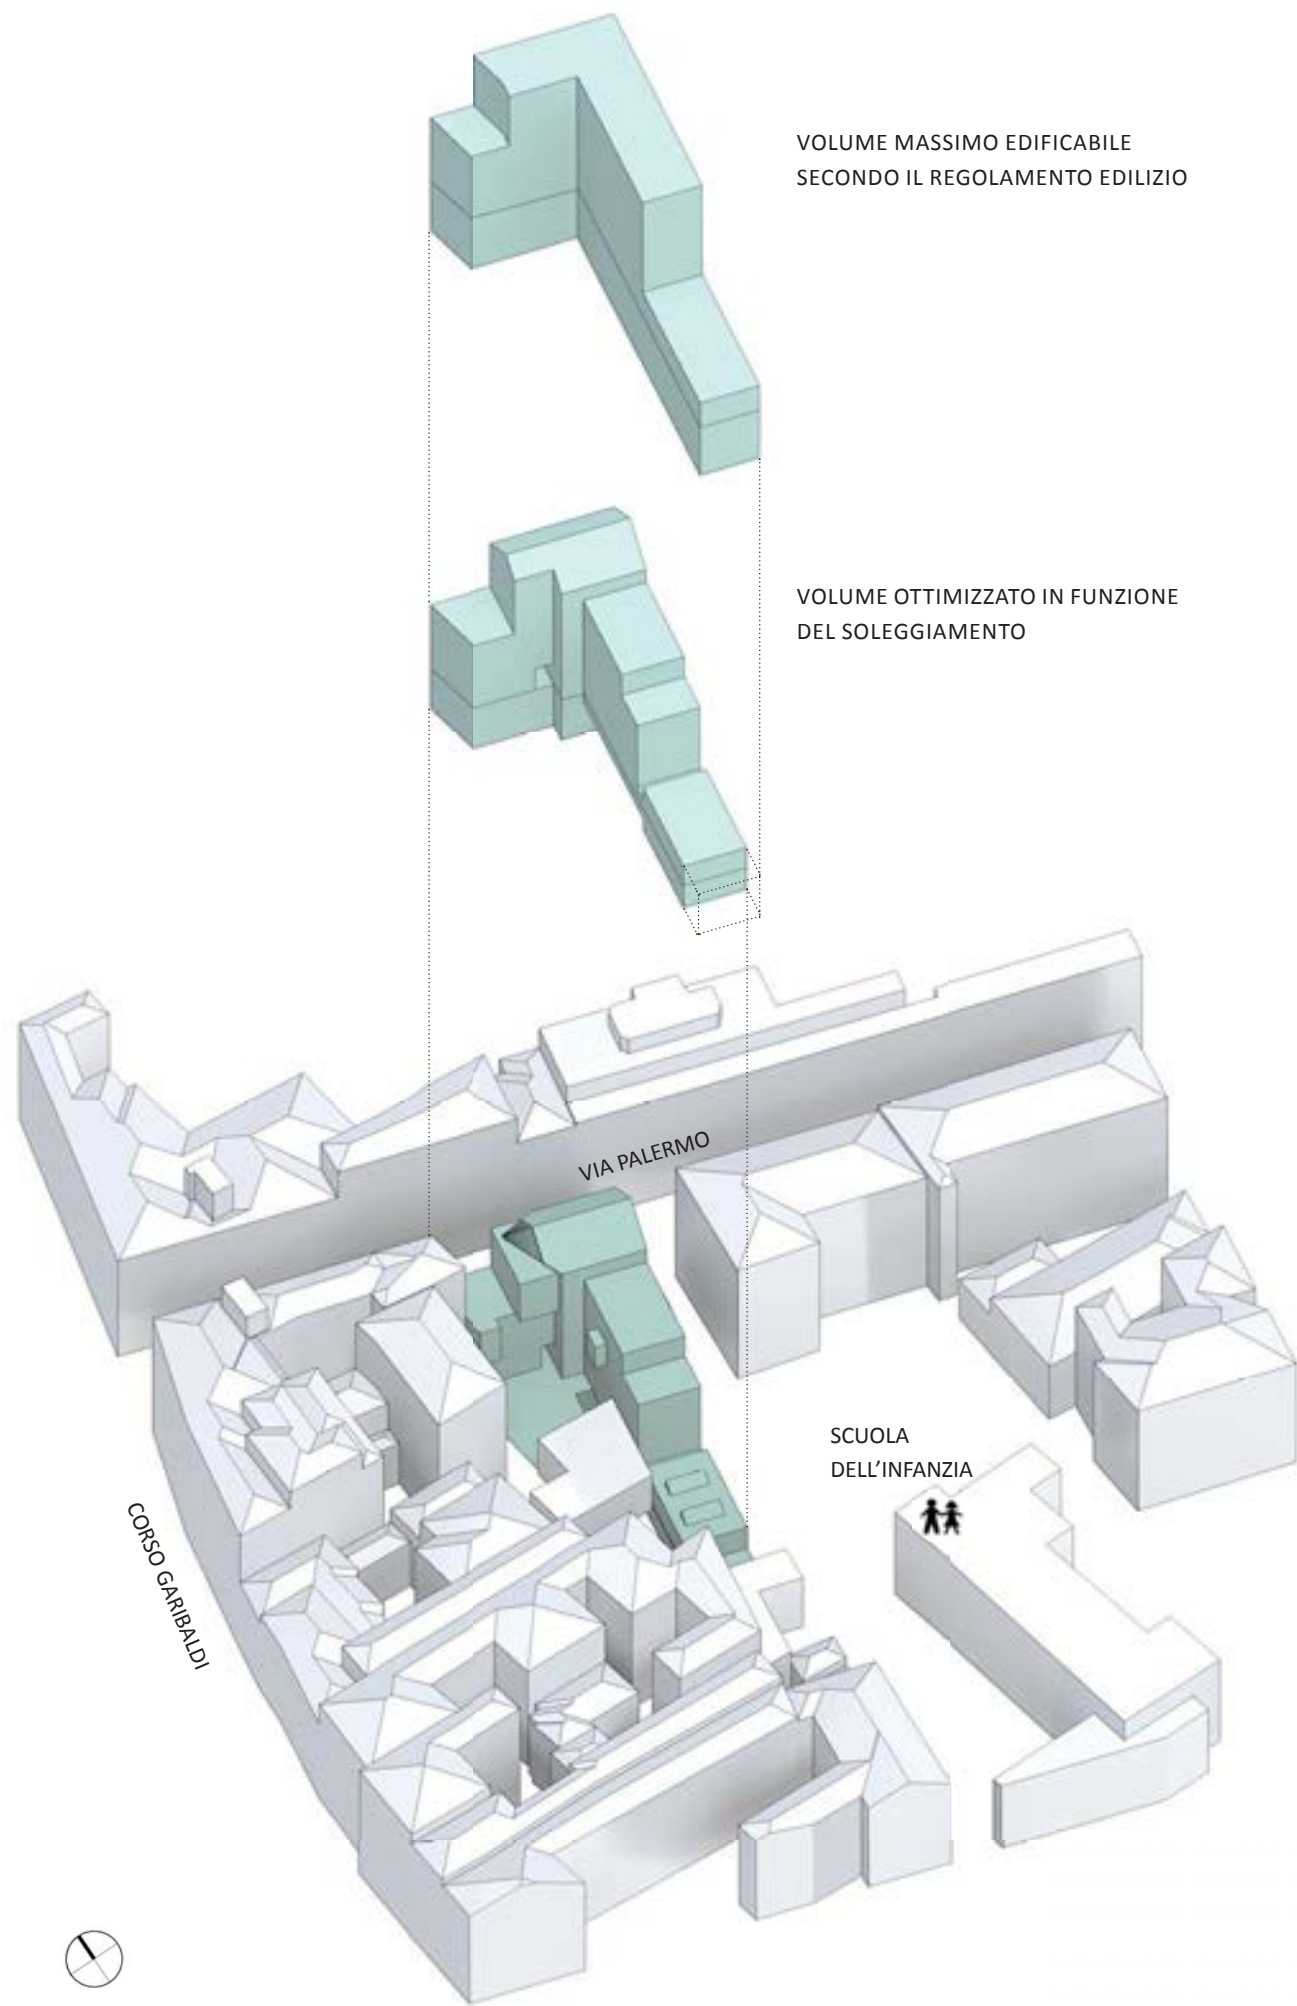 VOLUME MASSIMO EDIFICABILE
SECONDO IL REGOLAMENTO EDILIZIO
VOLUME OTTIMIZZATO IN FUNZIONE
DEL SOLEGGIAMENTO
VIA PALERMO
SCUOLA
DELL'INFANZIA
CORSO GARIBALDI